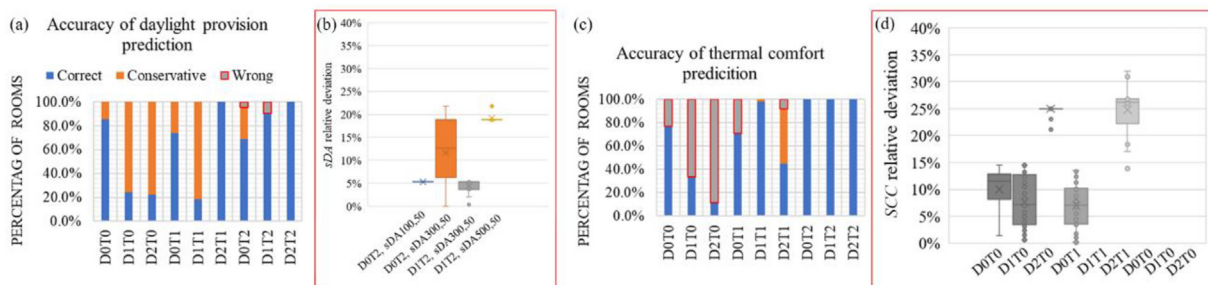 (a)
Accuracy of daylight provision
prediction
Correct
Conservative
Wrong
PERCENTAG OF ROOMS
100.0%
80.0%
60.0%
40.0%
20.0%
0.0%
D0T0
D1T0
D2T0
D0T1
D1T1
D2T1
D0T2
D1T2
D2T2
(b)
sDA relative deviation
40%
35%
30%
25%
20%
15%
10%
5%
0%
D0T2, sDA100,50
D0T2, sDA300,50
D1T2, sDA300,50
D1T2, sDA500,50
(c)
Accuracy of thermal comfort
predicition
PERCENTAG OF ROOMS
100.0%
80.0%
60.0%
40.0%
20.0%
0.0%
D0T0
D1T0
D2T0
D0T1
D1T1
D2T1
D0T2
D1T2
D2T2
(d)
SCC relative deviation
40%
35%
30%
25%
20%
15%
10%
5%
0%
D0T0
D1T0
D2T0
D0T1
D1T1
D2T1
D0T0
D1T0
D2T0